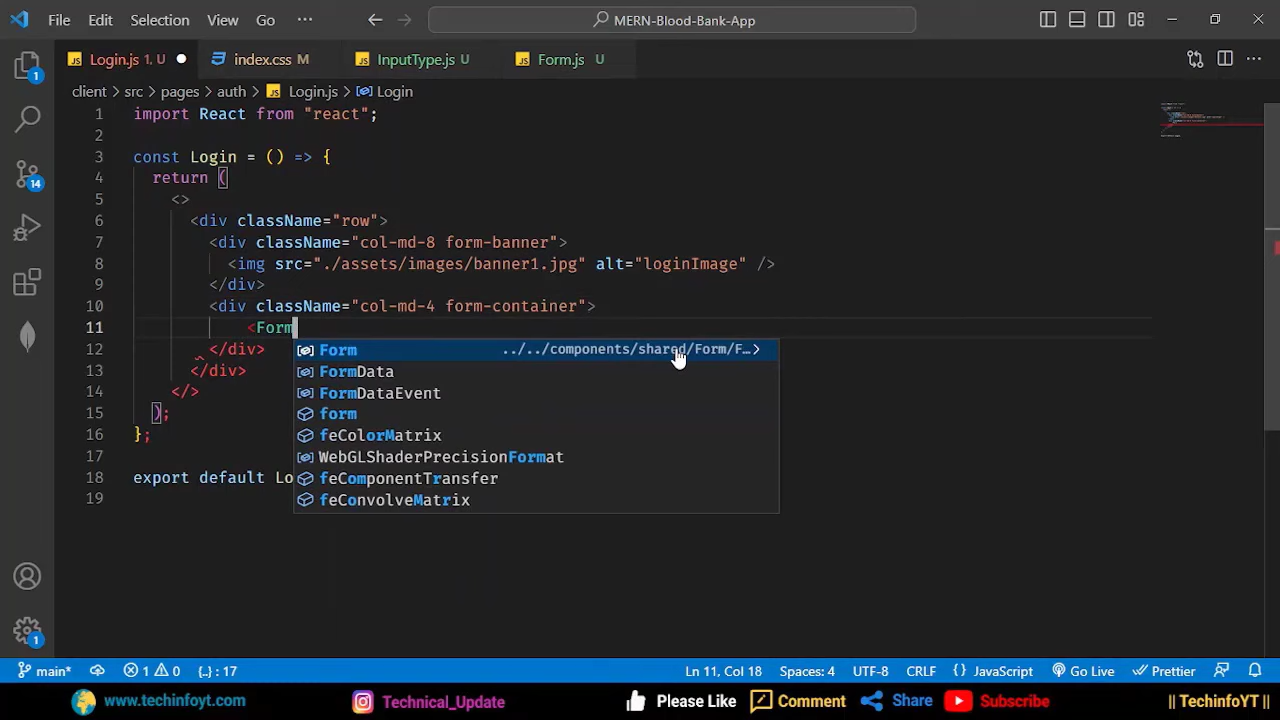 File Edit Selection View Go ··· MERN-Blood-Bank-App
Login.js 1, U index.css M InputType.js U Form.js U
client > src > pages > auth > Login.js > Login
1 import React from "react";
2
3 const Login = () => {
4 return (
5 <>
6 <div className="row">
7 <div className="col-md-8 form-banner">
8 <img src="./assets/images/banner1.jpg" alt="loginImage" />
9 </div>
10 <div className="col-md-4 form-container">
11 <Form
12 </div>
13 </div>
14 </>
15 );
16 };
17
18 export default Lo
19
Form ../../components/shared/Form/F…
FormData
FormDataEvent
form
feColorMatrix
WebGLShaderPrecisionFormat
feComponentTransfer
feConvolveMatrix
1
14
1
main* 1 0 {..} : 17 Ln 11, Col 18 Spaces: 4 UTF-8 CRLF {} JavaScript Go Live Prettier
www.techinfoyt.com Technical_Update Please Like Comment Share Subscribe || TechinfoYT ||